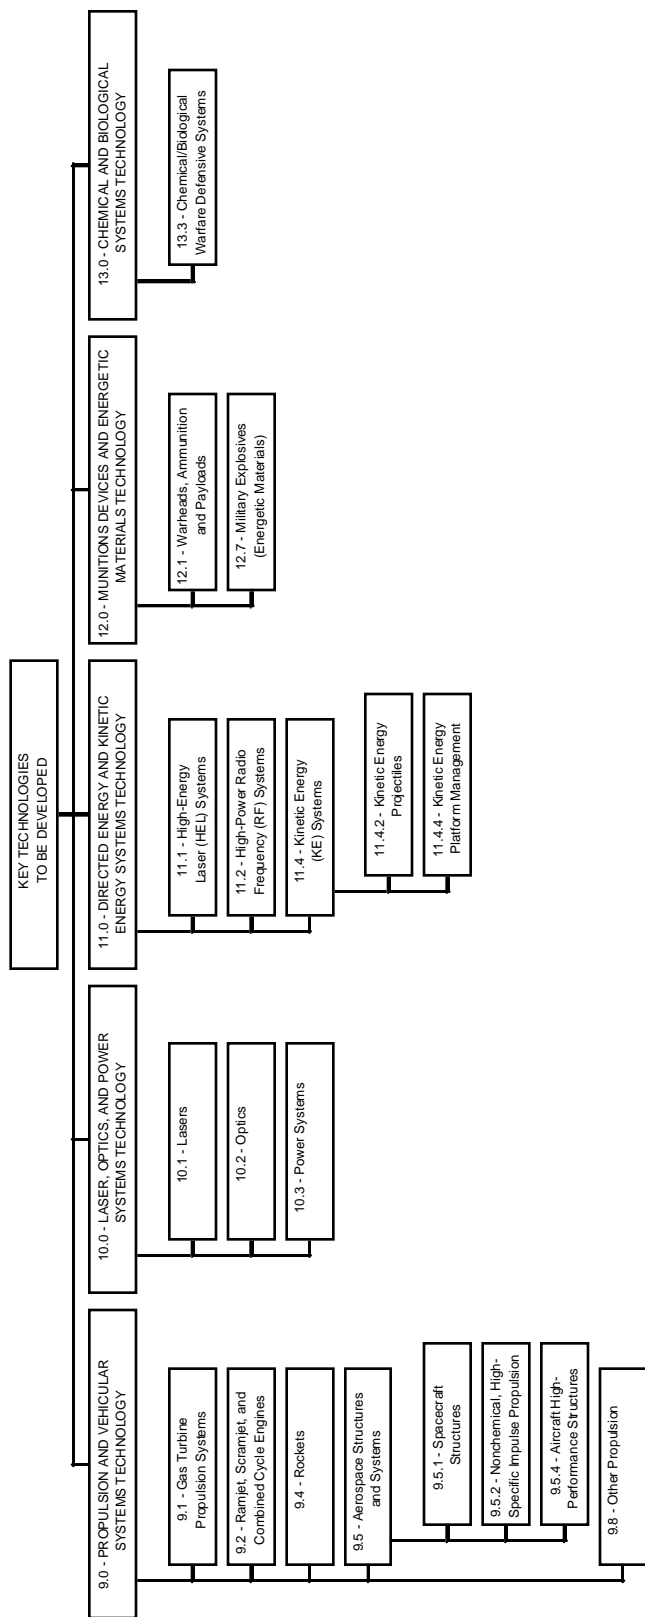 KEY TECHNOLOGIES
TO BE DEVELOPED
9.0 - PROPULSION AND VEHICULAR
SYSTEMS TECHNOLOGY
9.1 - Gas Turbine
Propulsion Systems
9.2 - Ramjet, Scramjet, and
Combined Cycle Engines
9.4 - Rockets
9.5 - Aerospace Structures
and Systems
9.5.1 - Spacecraft
Structures
9.5.2 - Nonchemical, High-
Specific Impulse Propulsion
9.5.4 - Aircraft High-
Performance Structures
9.8 - Other Propulsion
10.0 - LASER, OPTICS, AND POWER
SYSTEMS TECHNOLOGY
10.1 - Lasers
10.2 - Optics
10.3 - Power Systems
11.0 - DIRECTED ENERGY AND KINETIC
ENERGY SYSTEMS TECHNOLOGY
11.1 - High-Energy
Laser (HEL) Systems
11.2 - High-Power Radio
Frequency (RF) Systems
11.4 - Kinetic Energy
(KE) Systems
11.4.2 - Kinetic Energy
Projectiles
11.4.4 - Kinetic Energy
Platform Management
12.0 - MUNITIONS DEVICES AND ENERGETIC
MATERIALS TECHNOLOGY
12.1 - Warheads, Ammunition
and Payloads
12.7 - Military Explosives
(Energetic Materials)
13.0 - CHEMICAL AND BIOLOGICAL
SYSTEMS TECHNOLOGY
13.3 - Chemical/Biological
Warfare Defensive Systems